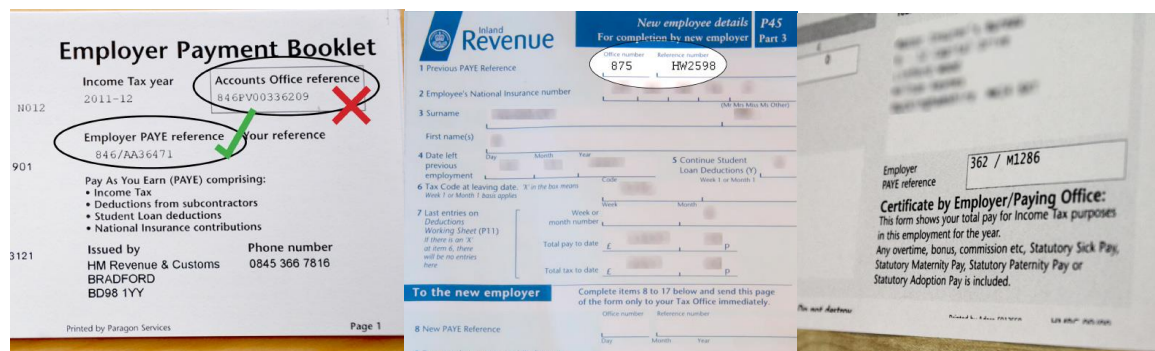 Employer Payment Booklet
Income Tax year
Accounts Office reference
2011-12
846PV00336209
N012
Employer PAYE reference
Your reference
846/AA36471
901
Pay As You Earn (PAYE) comprising:
• Income Tax
• Deductions from subcontractors
• Student Loan deductions
• National Insurance contributions
3121
Issued by
Phone number
HM Revenue & Customs
0845 366 7816
BRADFORD
BD98 1YY
Printed by Paragon Services
Page 1
Inland
Revenue
New employee details
P45
For completion by new employer
Part 3
Office number
Reference number
1 Previous PAYE Reference
875
HW2598
2 Employee's National Insurance number
(Mr Mrs Miss Ms Other)
3 Surname
First name(s)
4 Date left
previous
employment
Day
Month
Year
5 Continue Student
Loan Deductions (Y)
6 Tax Code at leaving date. 'X' in the box means
Week 1 or Month 1 basis applies
Code
Week 1 or Month 1
Week
Month
7 Last entries on
Deductions
Working Sheet (P11)
If there is an 'X'
at item 6, there
will be no entries
here
Week or
month number
Total pay to date £
p
Total tax to date £
p
To the new employer
Complete items 8 to 17 below and send this page
of the form only to your Tax Office immediately.
Office number
Reference number
8 New PAYE Reference
Day
Month
Year
0
Employer
PAYE reference
362 / M1286
Certificate by Employer/Paying Office:
This form shows your total pay for Income Tax purposes
in this employment for the year.
Any overtime, bonus, commission etc, Statutory Sick Pay,
Statutory Maternity Pay, Statutory Paternity Pay or
Statutory Adoption Pay is included.